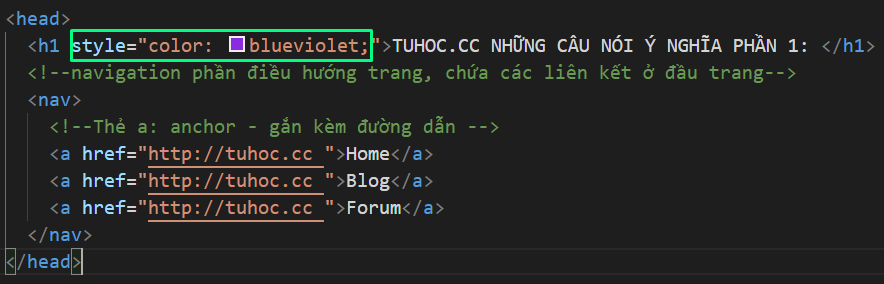 <head>
<h1 style="color: blueviolet;">TUHOC.CC NHỮNG CÂU NÓI Ý NGHĨA PHẦN 1: </h1>
<!--navigation phần điều hướng trang, chứa các liên kết ở đầu trang-->
<nav>
<!--Thẻ a: anchor - gắn kèm đường dẫn -->
<a href="http://tuhoc.cc ">Home</a>
<a href="http://tuhoc.cc ">Blog</a>
<a href="http://tuhoc.cc ">Forum</a>
</nav>
</head>